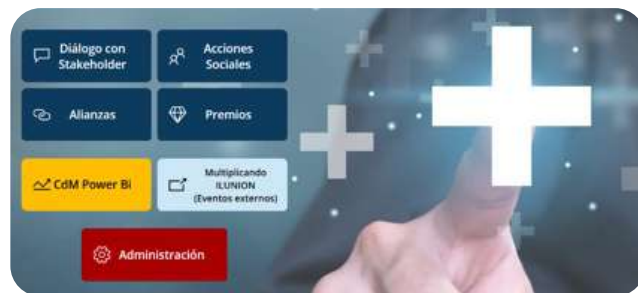 Diálogo con
Stakeholder
Acciones
Sociales
Alianzas
Premios
CdM Power Bi
Multiplicando
ILUNION
(Eventos externos)
Administración